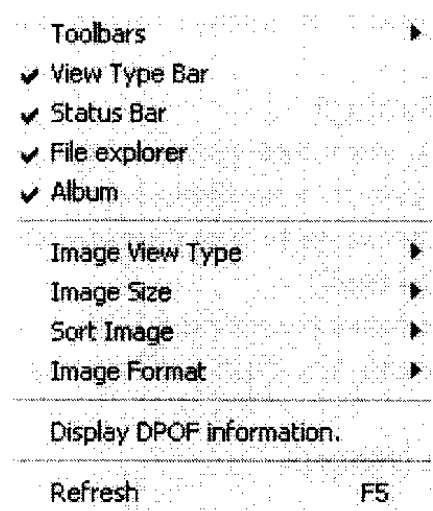 Toolbars
View Type Bar
Status Bar
File explorer
Album
Image View Type
Image Size
Sort Image
Image Format
Display DPOF information.
Refresh F5